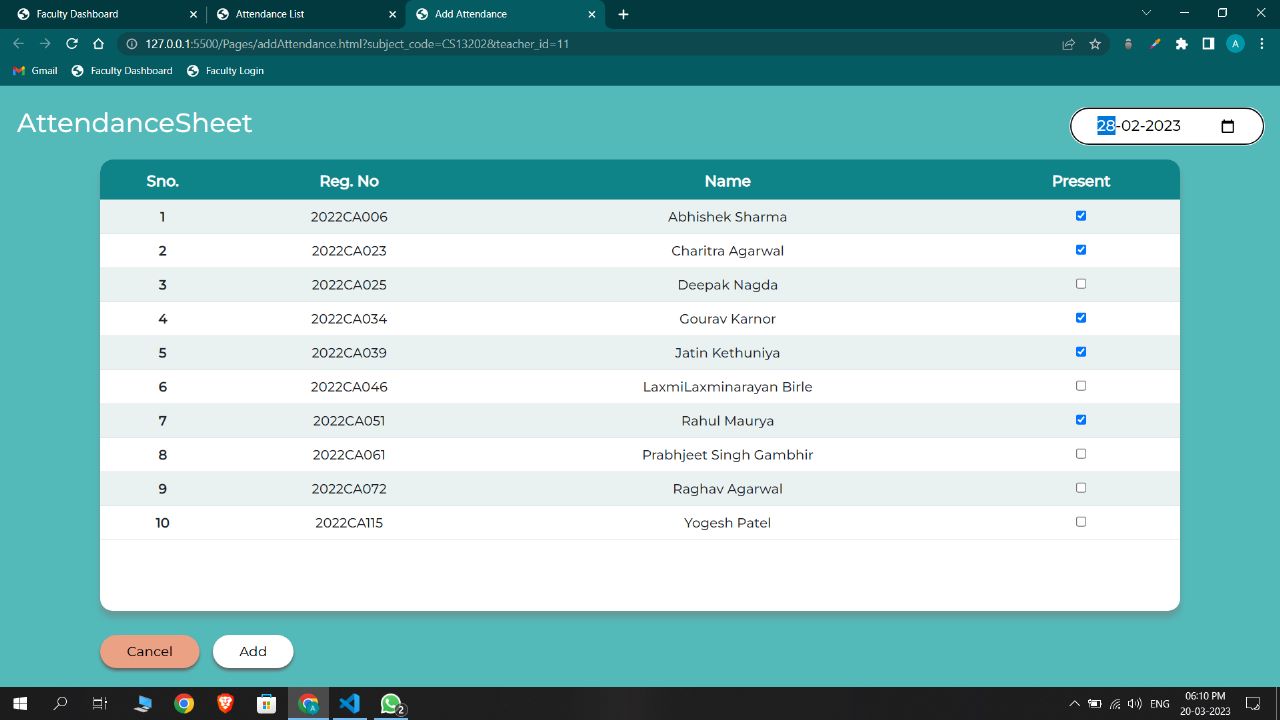 Faculty Dashboard
Attendance List
Add Attendance
127.0.0.1:5500/Pages/addAttendance.html?subject_code=CS13202&teacher_id=11
A
Gmail
Faculty Dashboard
Faculty Login
AttendanceSheet
28-02-2023
Sno. Reg. No Name Present
1 2022CA006 Abhishek Sharma
2 2022CA023 Charitra Agarwal
3 2022CA025 Deepak Nagda
4 2022CA034 Gourav Karnor
5 2022CA039 Jatin Kethuniya
6 2022CA046 LaxmiLaxminarayan Birle
7 2022CA051 Rahul Maurya
8 2022CA061 Prabhjeet Singh Gambhir
9 2022CA072 Raghav Agarwal
10 2022CA115 Yogesh Patel
Cancel Add
A
2
ENG
06:10 PM
20-03-2023